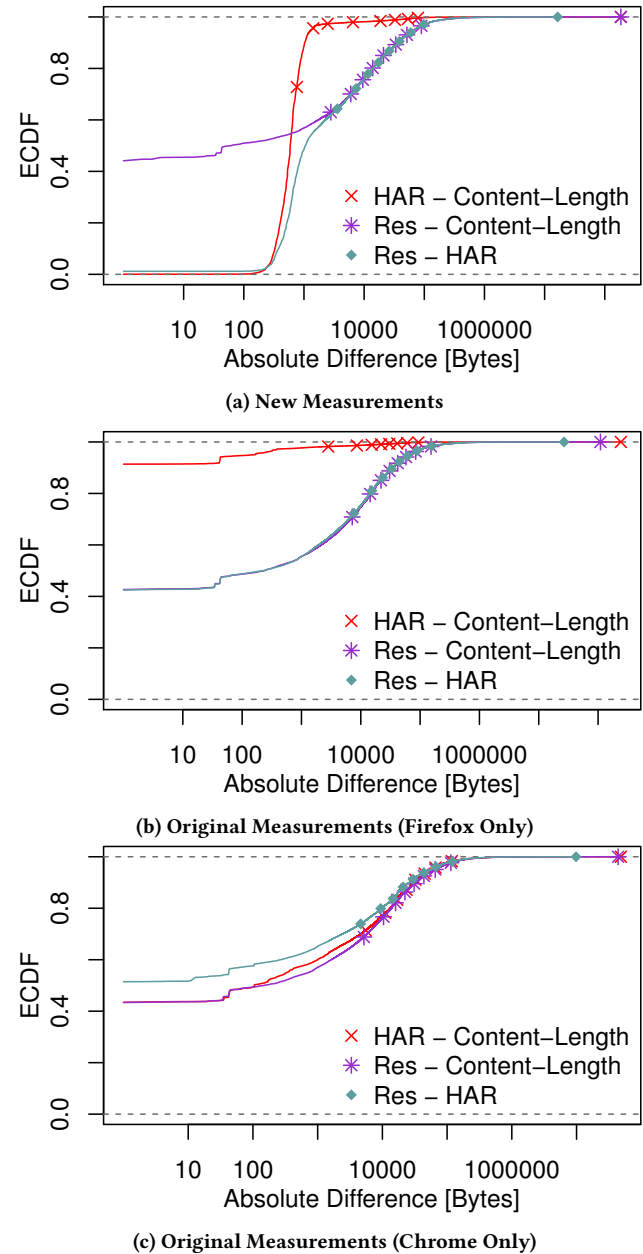 ECDF
0.0 0.4 0.8
HAR − Content−Length
Res − Content−Length
Res − HAR
10 100 10000 1000000
Absolute Difference [Bytes]
(a) New Measurements
ECDF
0.0 0.4 0.8
HAR − Content−Length
Res − Content−Length
Res − HAR
10 100 10000 1000000
Absolute Difference [Bytes]
(b) Original Measurements (Firefox Only)
ECDF
0.0 0.4 0.8
HAR − Content−Length
Res − Content−Length
Res − HAR
10 100 10000 1000000
Absolute Difference [Bytes]
(c) Original Measurements (Chrome Only)